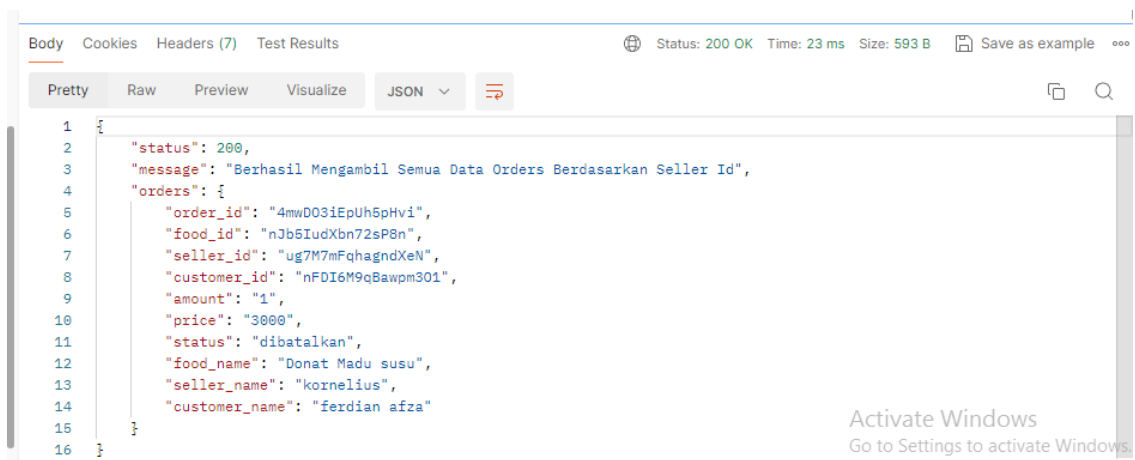 Body Cookies Headers (7) Test Results Status: 200 OK Time: 23 ms Size: 593 B Save as example
Pretty Raw Preview Visualize JSON
1 {
2 "status": 200,
3 "message": "Berhasil Mengambil Semua Data Orders Berdasarkan Seller Id",
4 "orders": {
5 "order_id": "4mwDO3iEpUh5pHvi",
6 "food_id": "nJb5IudXbn72sP8n",
7 "seller_id": "ug7M7mFqhagndXeN",
8 "customer_id": "nFDI6M9qBawpm3O1",
9 "amount": "1",
10 "price": "3000",
11 "status": "dibatalkan",
12 "food_name": "Donat Madu susu",
13 "seller_name": "kornelius",
14 "customer_name": "ferdian afza"
15 }
16 }
Activate Windows
Go to Settings to activate Windows.